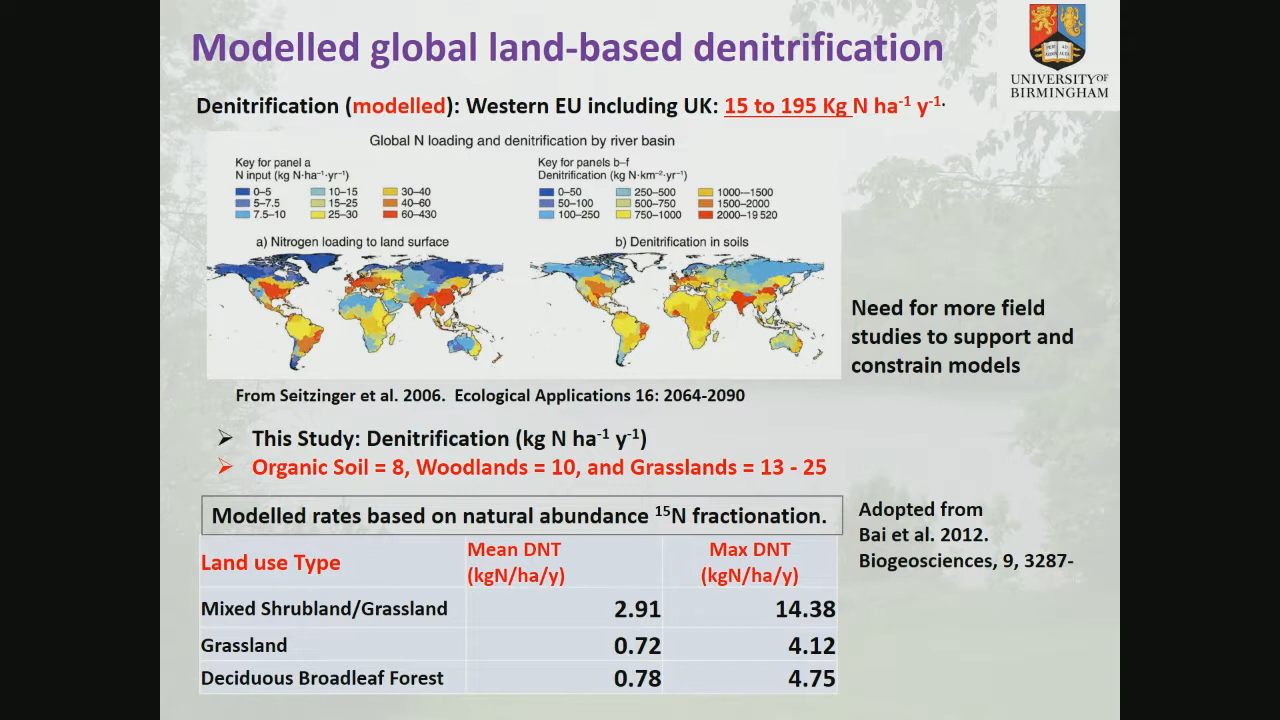 Modelled global land-based denitrification
UNIVERSITY OF
BIRMINGHAM
Denitrification (modelled): Western EU including UK: 15 to 195 Kg N ha⁻¹ y⁻¹.
Global N loading and denitrification by river basin
Key for panel a
N input (kg N·ha⁻¹·yr⁻¹)
0–5 10–15 30–40
5–7.5 15–25 40–60
7.5–10 25–30 60–430
Key for panels b–f
Denitrification (kg N·km⁻²·yr⁻¹)
0–50 250–500 1000–1500
50–100 500–750 1500–2000
100–250 750–1000 2000–19 520
a) Nitrogen loading to land surface
b) Denitrification in soils
Need for more field
studies to support and
constrain models
From Seitzinger et al. 2006. Ecological Applications 16: 2064-2090
➢ This Study: Denitrification (kg N ha⁻¹ y⁻¹)
➢ Organic Soil = 8, Woodlands = 10, and Grasslands = 13 - 25
Modelled rates based on natural abundance ¹⁵N fractionation.
Adopted from
Bai et al. 2012.
Biogeosciences, 9, 3287-
Land use Type Mean DNT (kgN/ha/y) Max DNT (kgN/ha/y)
Mixed Shrubland/Grassland 2.91 14.38
Grassland 0.72 4.12
Deciduous Broadleaf Forest 0.78 4.75